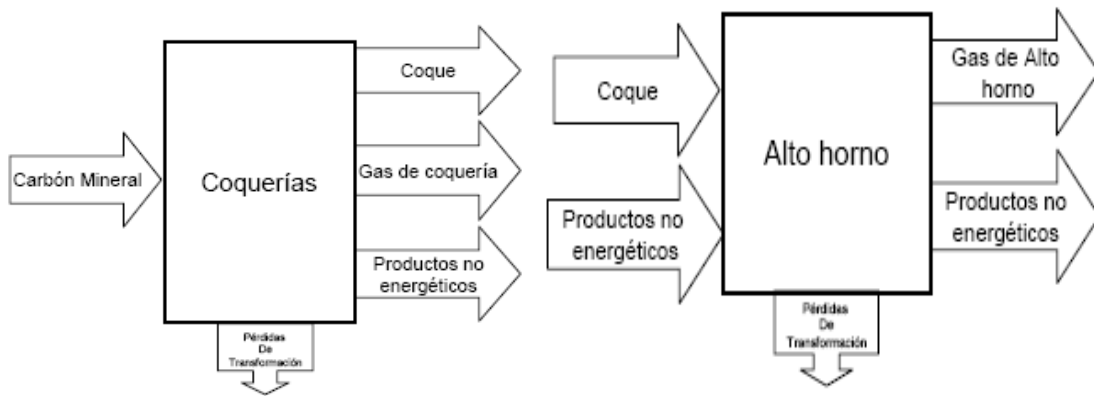 Carbón Mineral
Coquerías
Coque
Gas de coquería
Productos no
energéticos
Pérdidas
De
Transformación
Coque
Productos no
energéticos
Alto horno
Gas de Alto
horno
Productos no
energéticos
Pérdidas
De
Transformación